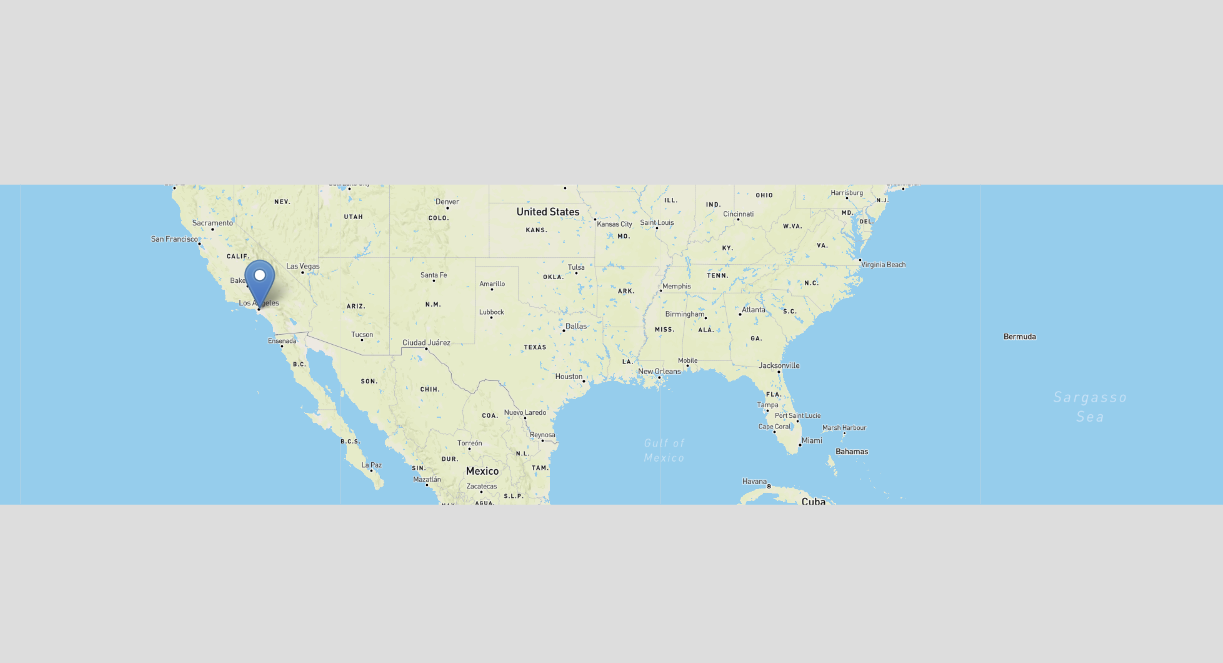 Harrisburg
OHIO
ILL.
IND.
N.J.
NEV.
Denver
United States
MD.
UTAH
COLO.
Cincinnati
DEL
Sacramento
Kansas City
Saint Louis
W.VA.
KANS.
MO.
San Francisco
KY.
VA.
CALIF.
Las Vegas
Tulsa
Virginia Beach
Santa Fe
OKLA.
TENN.
Amarillo
Memphis
N.C.
ARK.
ARIZ.
N.M.
Lubbock
Birmingham
Atlanta
S.C.
Dallas
MISS.
ALA.
Tucson
GA.
Bermuda
Ensenada
Ciudad Juárez
TEXAS
B.C.
LA.
Mobile
New Orleans
Jacksonville
SON.
CHIH.
Houston
FLA.
Sargasso
Sea
Tampa
COA.
Nuevo Laredo
Port Saint Lucie
Cape Coral
Marsh Harbour
B.C.S.
Torreón
Reynosa
Gulf of
Mexico
Miami
N.L.
Bahamas
DUR.
La Paz
SIN.
Mexico
TAM.
Mazatlán
Zacatecas
Havana
S.L.P.
AGUA.
Cuba